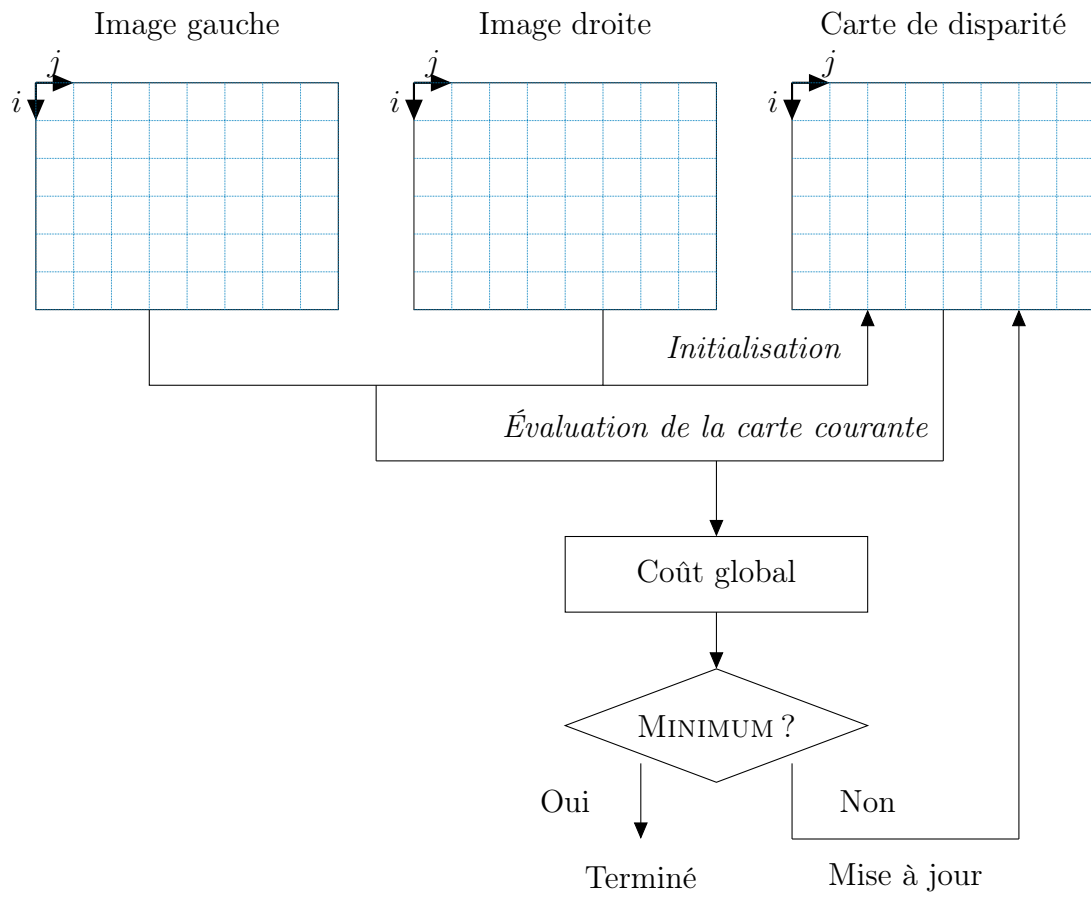 Image gauche
Image droite
Carte de disparité
j
j
j
i
i
i
Initialisation
Évaluation de la carte courante
Coût global
MINIMUM ?
Oui
Non
Terminé
Mise à jour